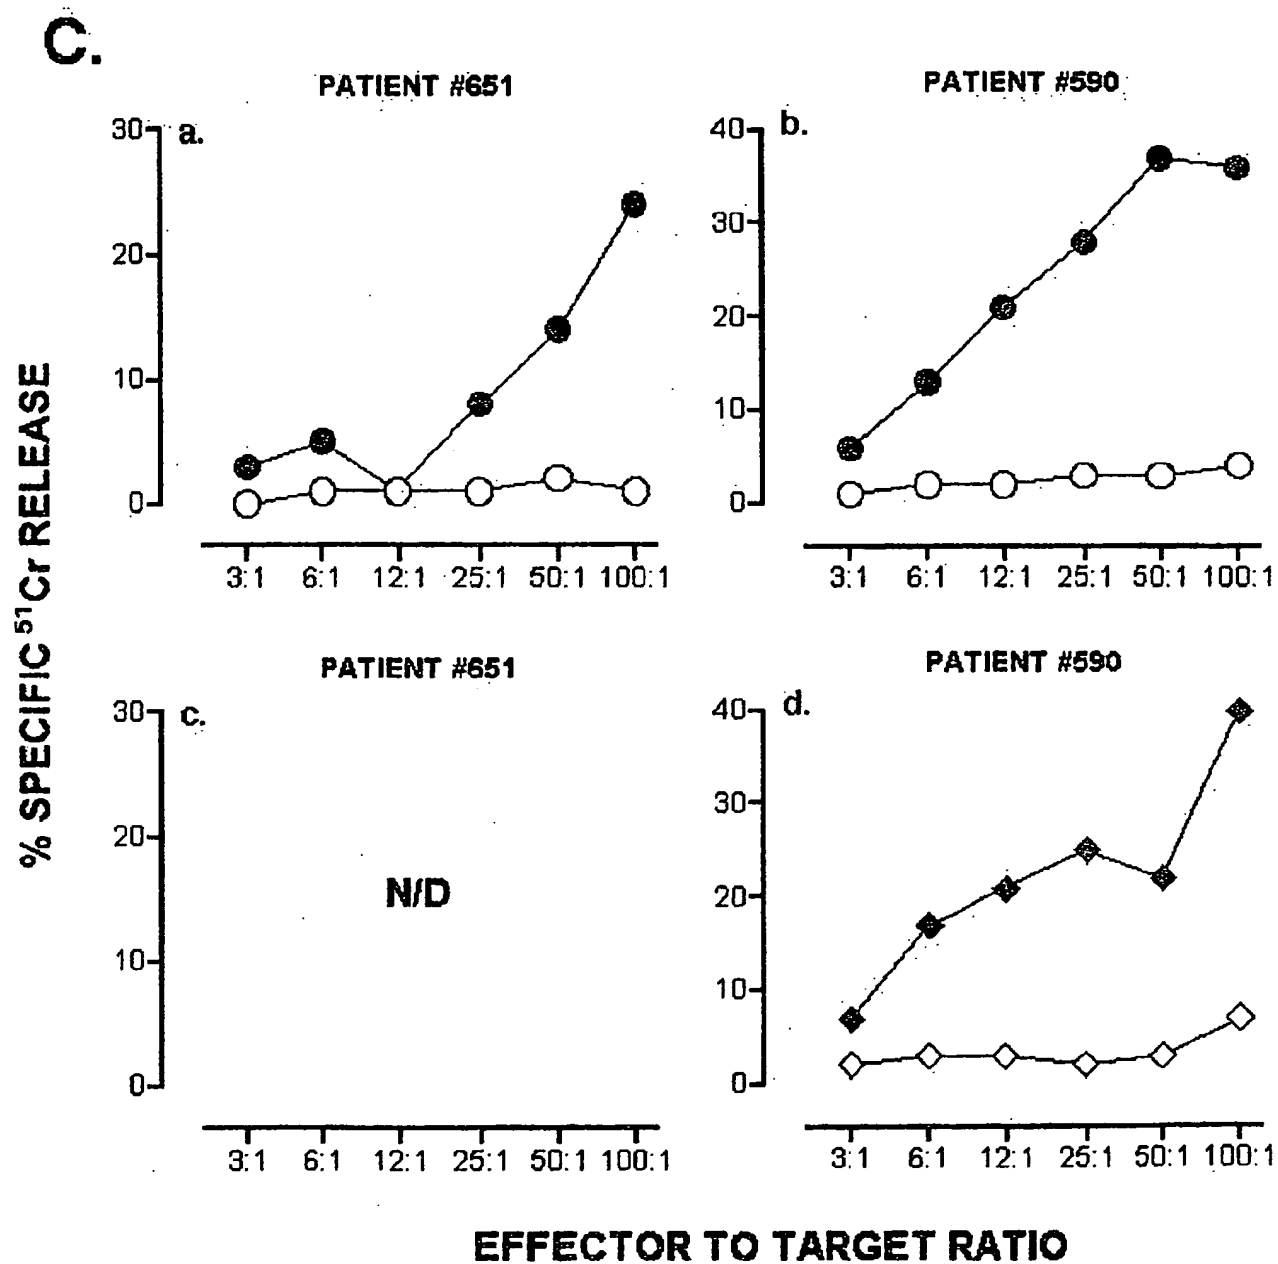 C.
PATIENT #651
a.
30
20
10
0
3:1 6:1 12:1 25:1 50:1 100:1
PATIENT #590
b.
40
30
20
10
0
3:1 6:1 12:1 25:1 50:1 100:1
% SPECIFIC ⁵¹Cr RELEASE
PATIENT #651
c.
30
20
10
0
N/D
3:1 6:1 12:1 25:1 50:1 100:1
PATIENT #590
d.
40
30
20
10
0
3:1 6:1 12:1 25:1 50:1 100:1
EFFECTOR TO TARGET RATIO